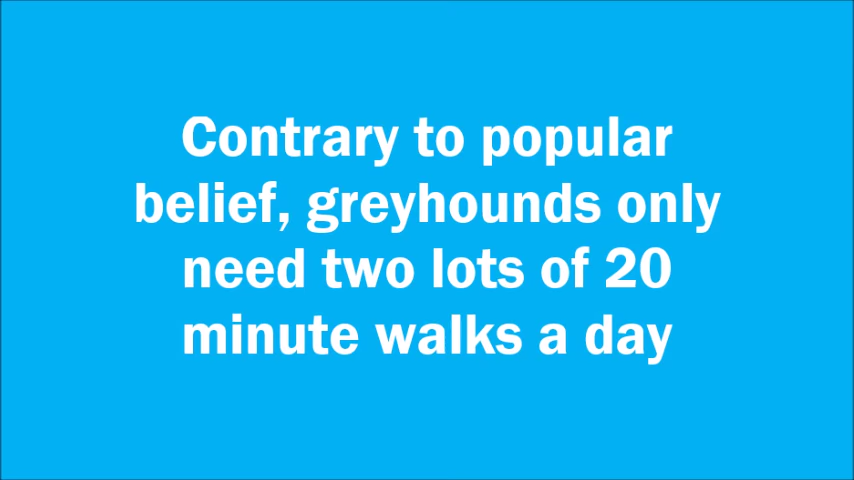 Contrary to popular
belief, greyhounds only
need two lots of 20
minute walks a day